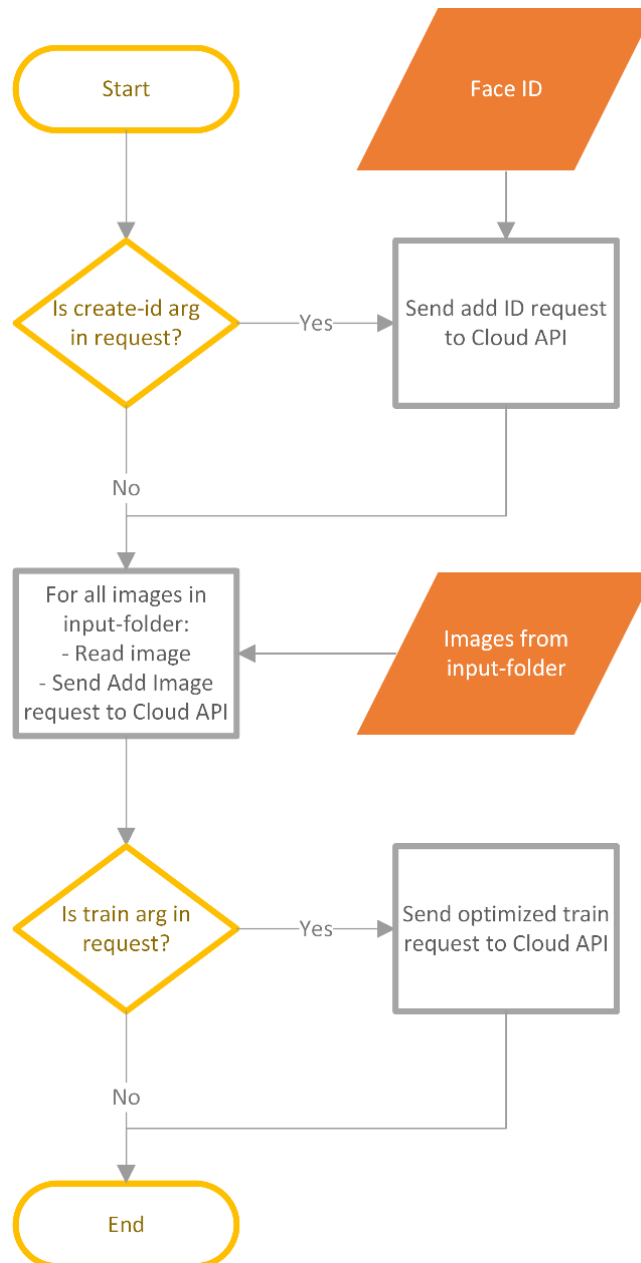 Start
Face ID
Is create-id arg
in request?
Yes
Send add ID request
to Cloud API
No
For all images in
input-folder:
- Read image
- Send Add Image
request to Cloud API
Images from
input-folder
Is train arg in
request?
Yes
Send optimized train
request to Cloud API
No
End